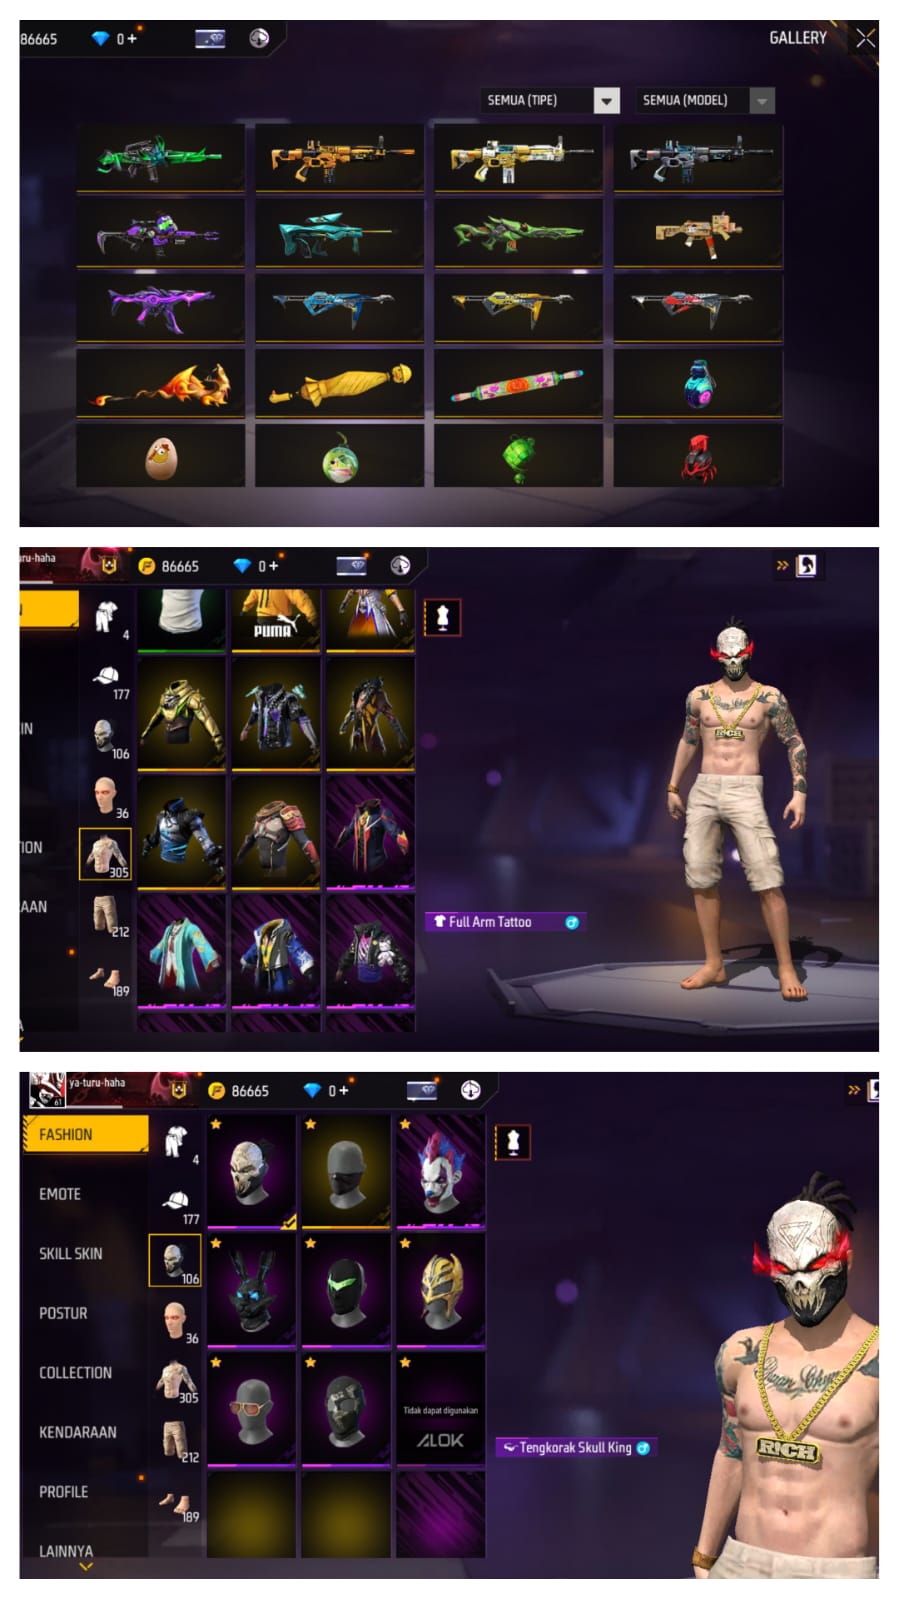 86665 0+ GALLERY
SEMUA (TIPE) SEMUA (MODEL)
ru-haha 86665 0+
4
PUMA
177
IN
106
36
ION
305
AAN
212
RICH
Full Arm Tattoo
189
ya-turu-haha 86665 0+
61
FASHION
4
EMOTE
177
SKILL SKIN
106
POSTUR
36
COLLECTION
305
Tidak dapat digunakan
KENDARAAN
212
ALOK
Tengkorak Skull King
RICH
PROFILE
189
LAINNYA